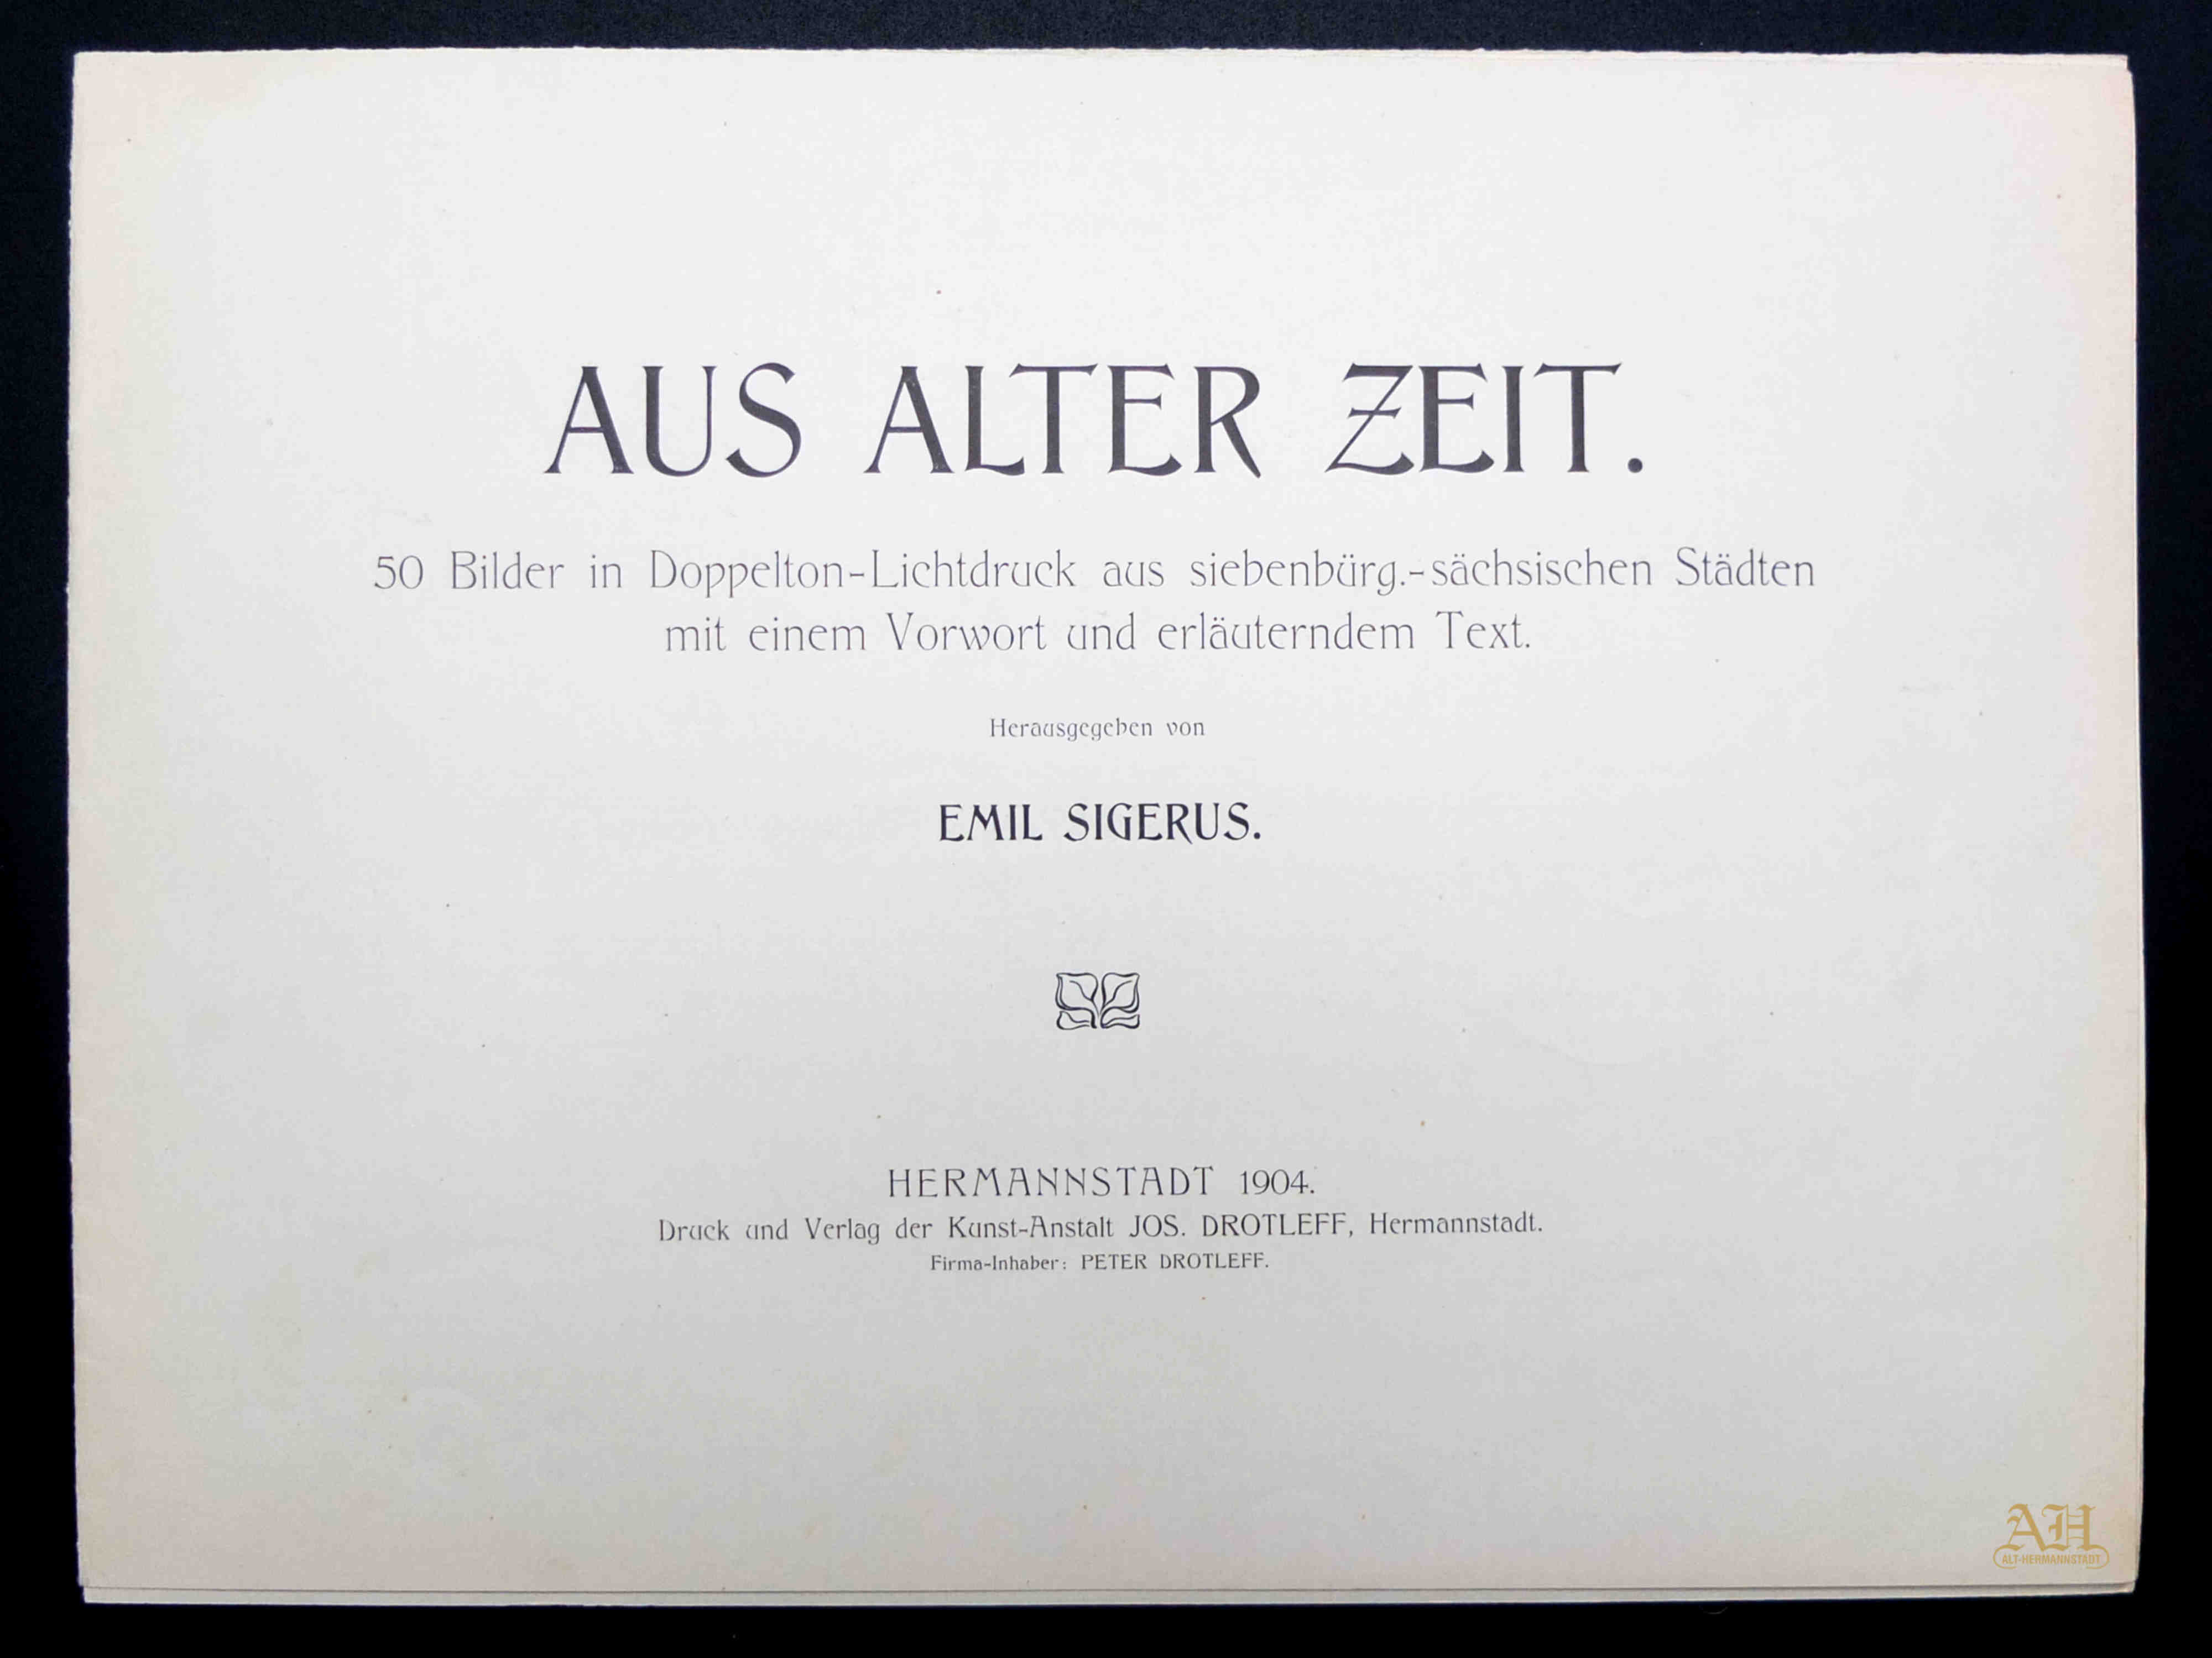 AUS ALTER ZEIT.
50 Bilder in Doppelton-Lichtdruck aus siebenbürg.-sächsischen Städten
mit einem Vorwort und erläuterndem Text.
Herausgegeben von
EMIL SIGERUS.
HERMANNSTADT 1904.
Druck und Verlag der Kunst-Anstalt JOS. DROTLEFF, Hermannstadt.
Firma-Inhaber: PETER DROTLEFF.
AH
ALT-HERMANNSTADT